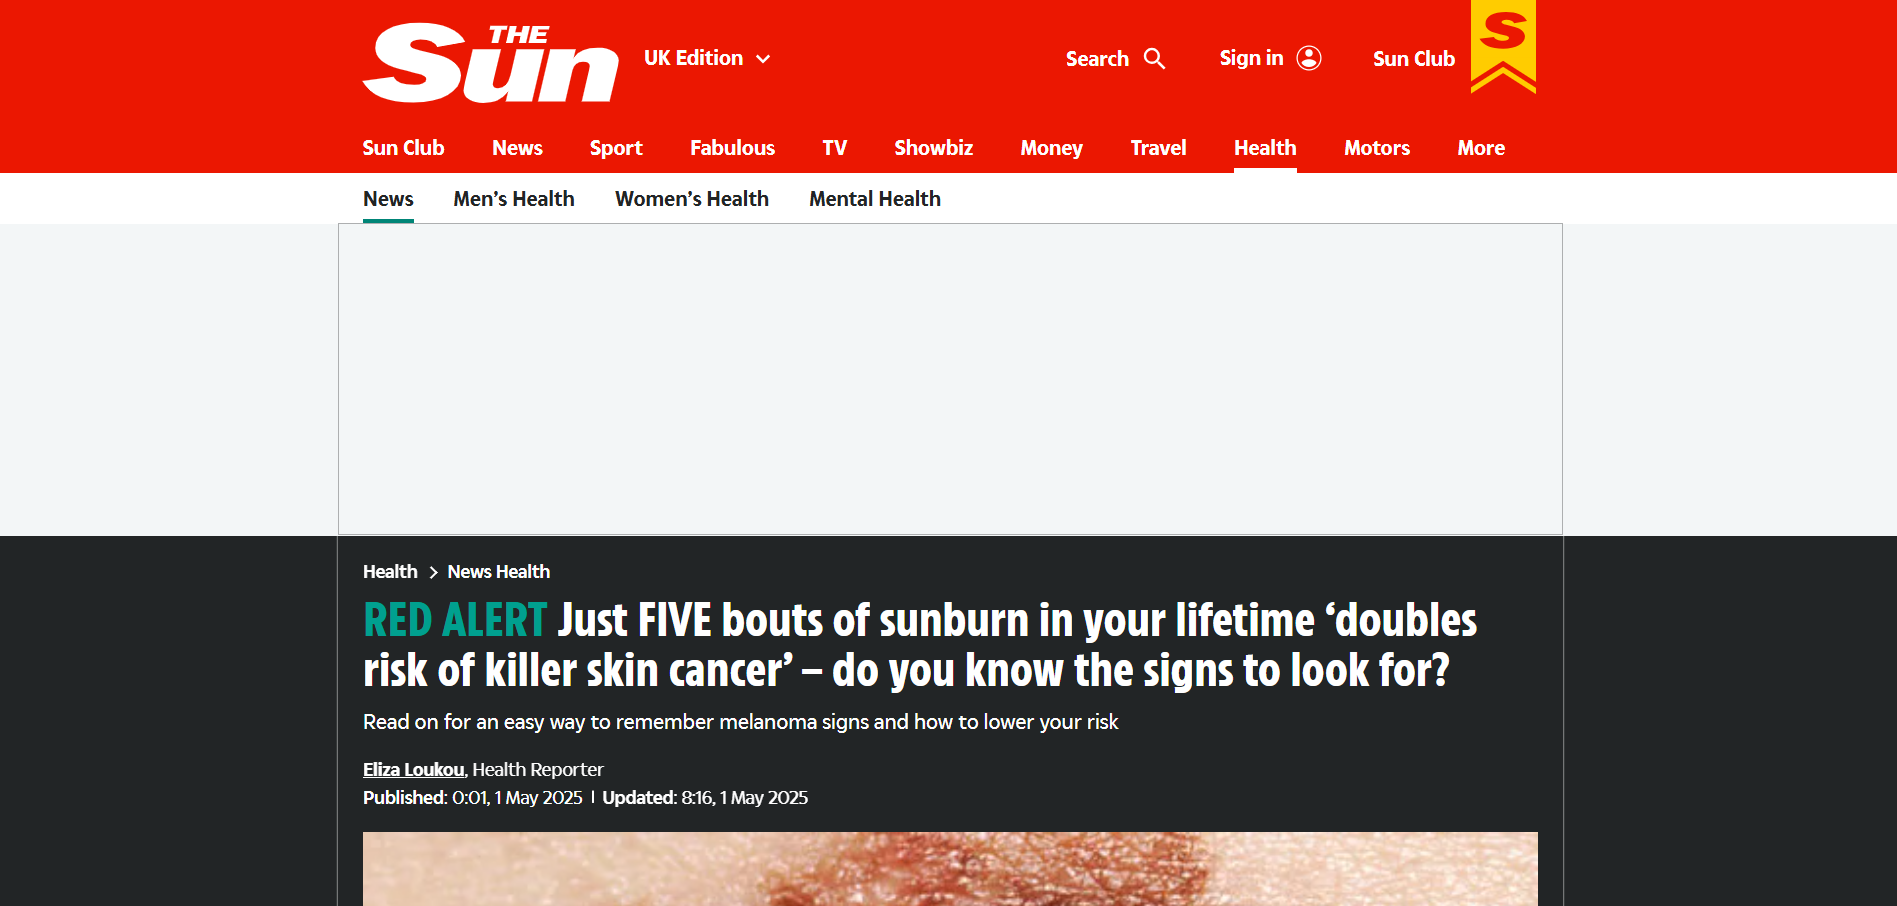 THE
Sun
UK Edition
Search
Sign in
Sun Club
S
Sun Club News Sport Fabulous TV Showbiz Money Travel Health Motors More
News Men’s Health Women’s Health Mental Health
Health > News Health
RED ALERT Just FIVE bouts of sunburn in your lifetime ‘doubles
risk of killer skin cancer’ – do you know the signs to look for?
Read on for an easy way to remember melanoma signs and how to lower your risk
Eliza Loukou, Health Reporter
Published: 0:01, 1 May 2025 | Updated: 8:16, 1 May 2025